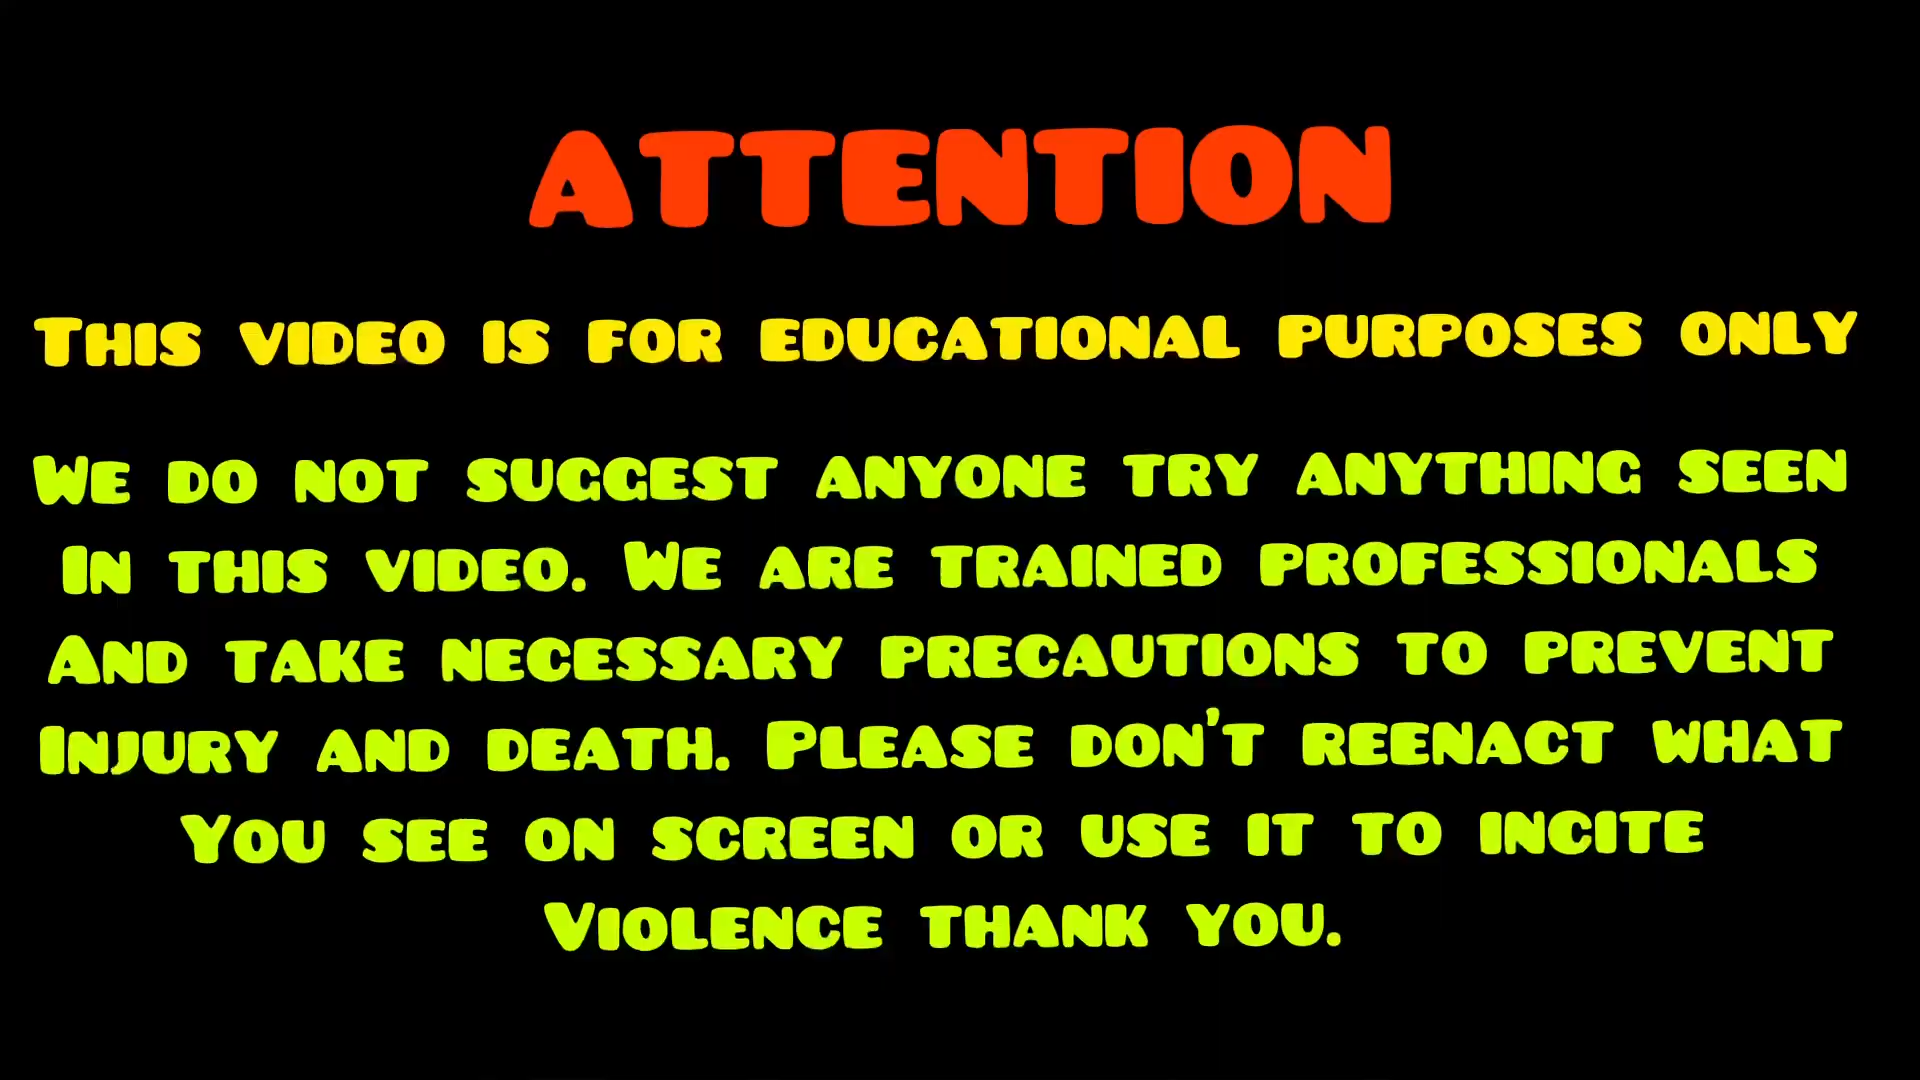 ATTENTION
THIS VIDEO IS FOR EDUCATIONAL PURPOSES ONLY
WE DO NOT SUGGEST ANYONE TRY ANYTHING SEEN
IN THIS VIDEO. WE ARE TRAINED PROFESSIONALS
AND TAKE NECESSARY PRECAUTIONS TO PREVENT
INJURY AND DEATH. PLEASE DON'T REENACT WHAT
YOU SEE ON SCREEN OR USE IT TO INCITE
VIOLENCE THANK YOU.